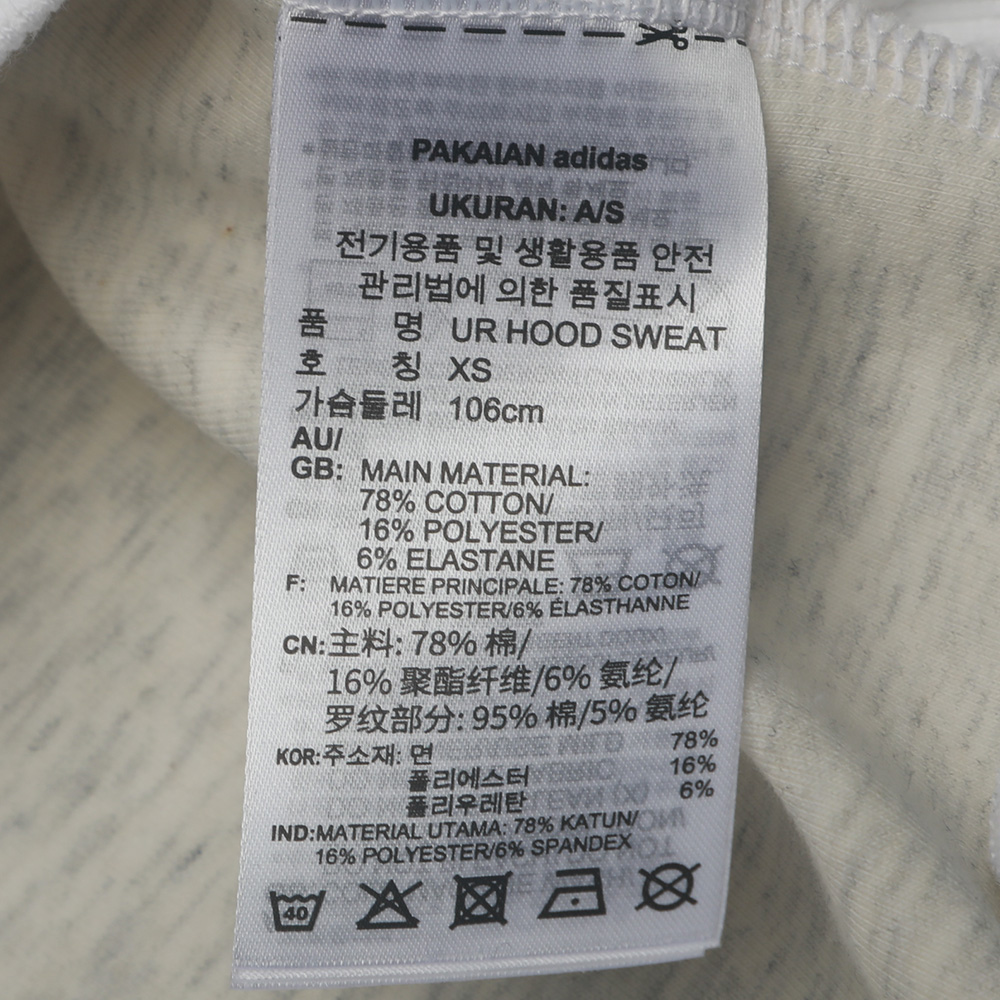 PAKAIAN adidas
UKURAN: A/S
전기용품 및 생활용품 안전
관리법에 의한 품질표시
품 명 UR HOOD SWEAT
호 칭 XS
가슴둘레 106cm
AU/
GB: MAIN MATERIAL:
78% COTTON/
16% POLYESTER/
6% ELASTANE
F: MATIERE PRINCIPALE: 78% COTON/
16% POLYESTER/6% ÉLASTHANNE
CN: 主料: 78% 棉/
16% 聚酯纤维/6% 氨纶/
罗纹部分: 95% 棉/5% 氨纶
KOR: 주소재: 면 78%
폴리에스터 16%
폴리우레탄 6%
IND: MATERIAL UTAMA: 78% KATUN/
16% POLYESTER/6% SPANDEX
40